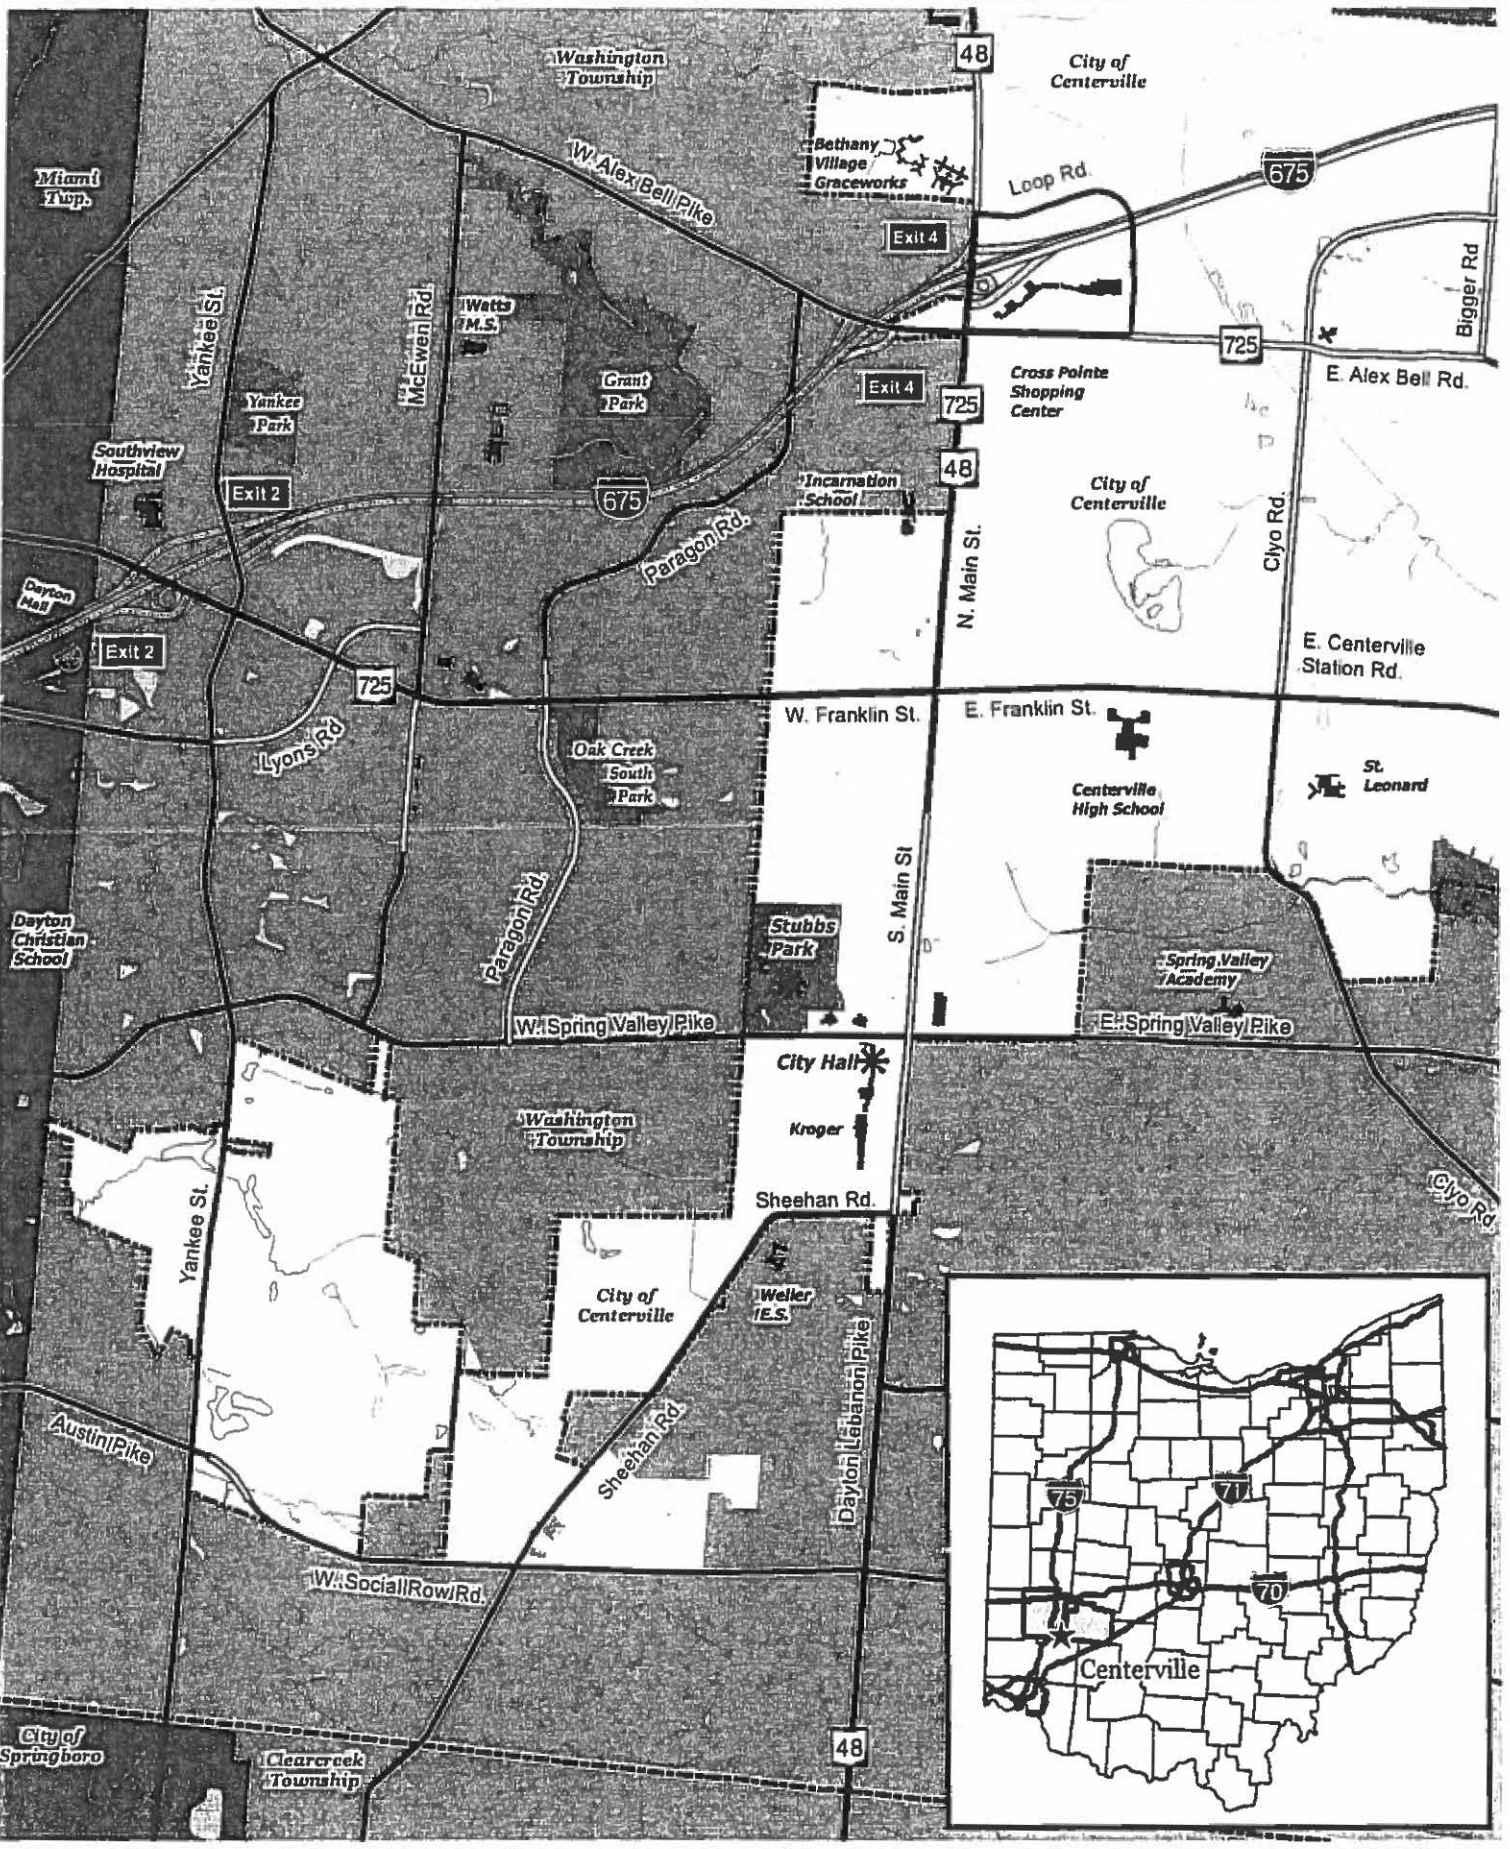 48
City of
Centerville
Washington
Township
Bethany
Village
Graceworks
Miami
Twp.
W. Alex Bell Pike
Loop Rd.
675
Exit 4
Bigger Rd
Yankee St.
McEwen Rd.
Watts
M.S.
725
E. Alex Bell Rd.
Grant
Park
Exit 4
725
Cross Pointe
Shopping
Center
Yankee
Park
Southview
Hospital
48
Exit 2
675
Incarnation
School
City of
Centerville
Paragon Rd.
N. Main St.
Clyo Rd.
Dayton
Mall
Exit 2
E. Centerville
Station Rd.
725
W. Franklin St.
E. Franklin St.
Lyons Rd
Oak Creek
South
Park
Centerville
High School
St.
Leonard
S. Main St
Paragon Rd.
Dayton
Christian
School
Stubbs
Park
Spring Valley
Academy
W. Spring Valley Pike
E. Spring Valley Pike
City Hall
Washington
Township
Kroger
Clyo Rd.
Yankee St.
Sheehan Rd.
City of
Centerville
Weller
E.S.
Dayton Lebanon Pike
Austin Pike
Sheehan Rd.
75
71
W. Social Row Rd.
70
Centerville
City of
Springboro
Clearcreek
Township
48